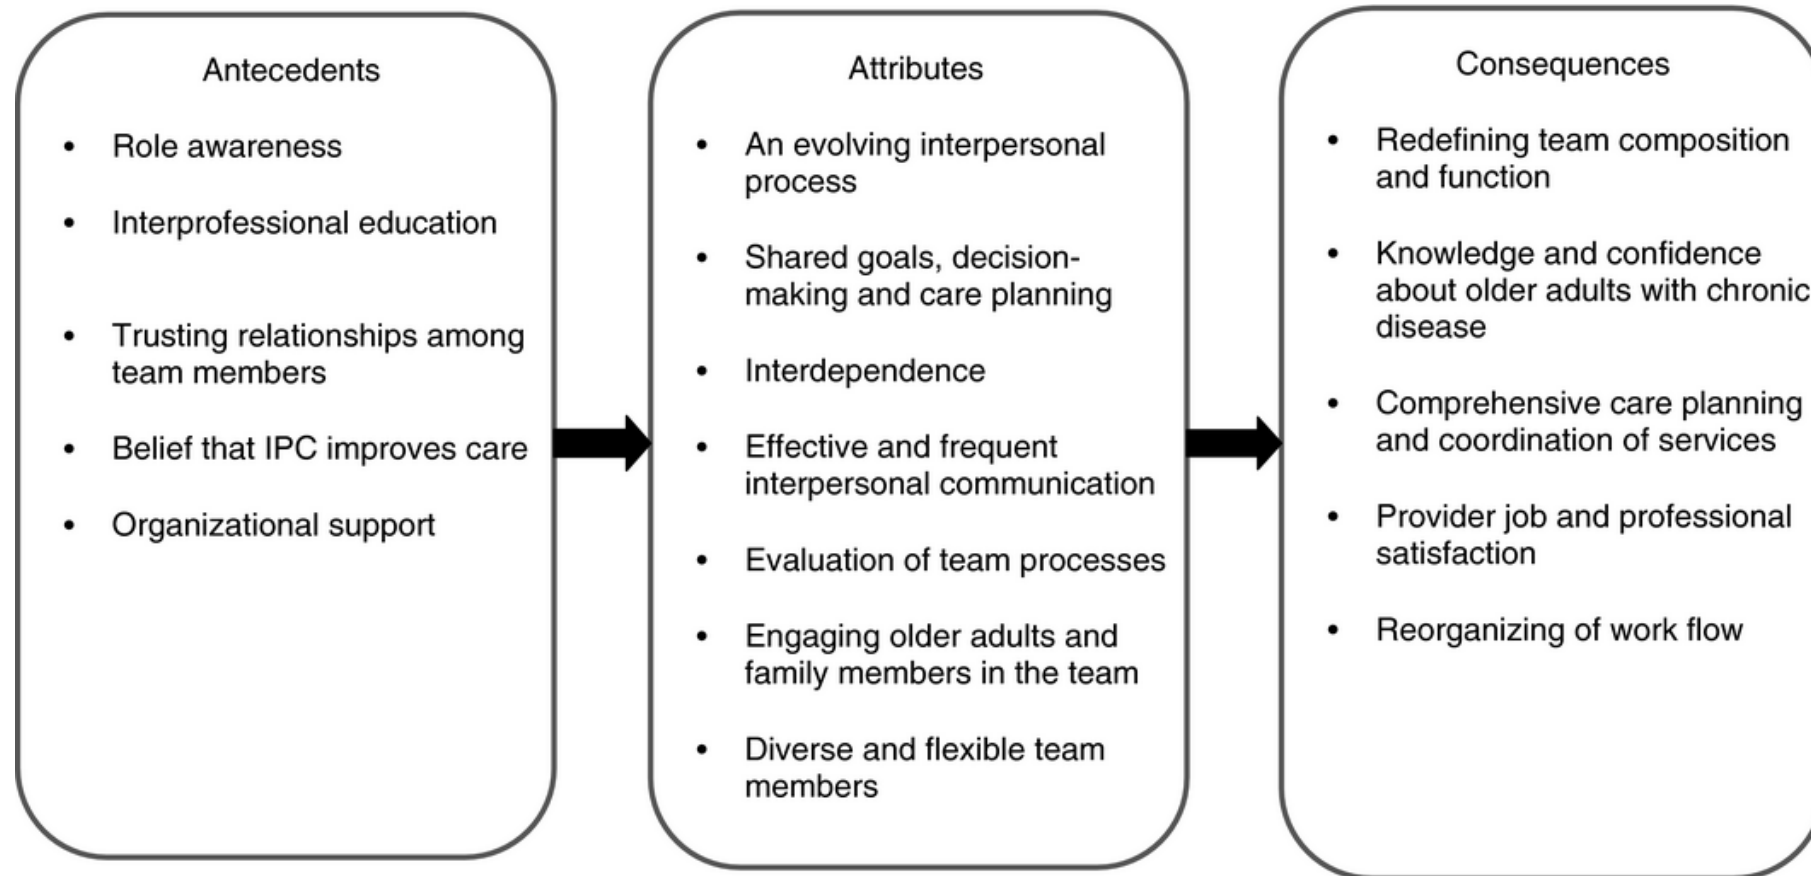 Antecedents
• Role awareness
• Interprofessional education
• Trusting relationships among
team members
• Belief that IPC improves care
• Organizational support
Attributes
• An evolving interpersonal
process
• Shared goals, decision-
making and care planning
• Interdependence
• Effective and frequent
interpersonal communication
• Evaluation of team processes
• Engaging older adults and
family members in the team
• Diverse and flexible team
members
Consequences
• Redefining team composition
and function
• Knowledge and confidence
about older adults with chronic
disease
• Comprehensive care planning
and coordination of services
• Provider job and professional
satisfaction
• Reorganizing of work flow